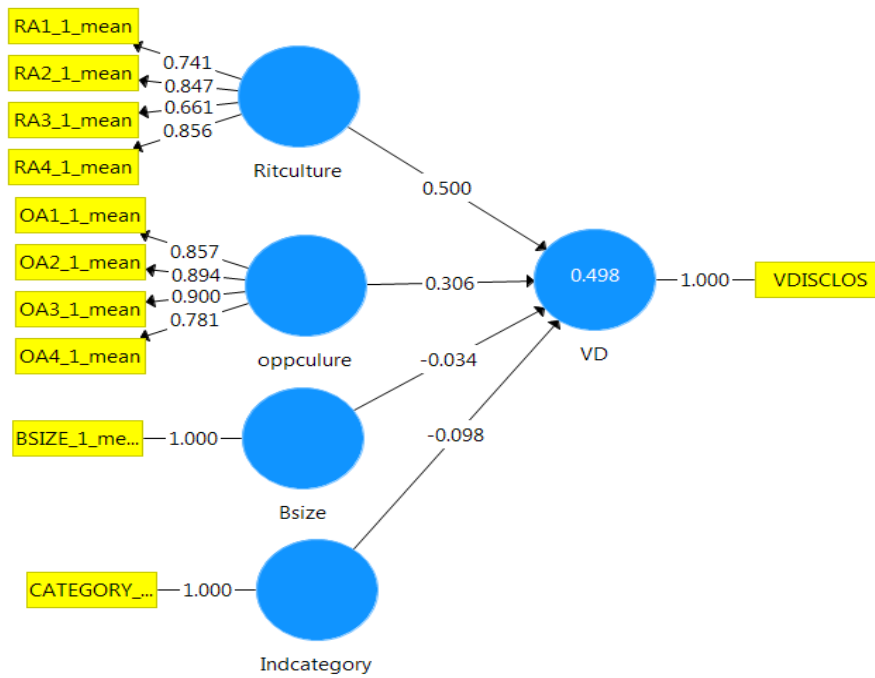 RA1_1_mean
RA2_1_mean
RA3_1_mean
RA4_1_mean
0.741
0.847
0.661
0.856
Ritculture
0.500
OA1_1_mean
OA2_1_mean
OA3_1_mean
OA4_1_mean
0.857
0.894
0.900
0.781
oppculure
0.306
0.498
VD
1.000
VDISCLOS
-0.034
BSIZE_1_me...
1.000
Bsize
-0.098
CATEGORY_...
1.000
Indcategory